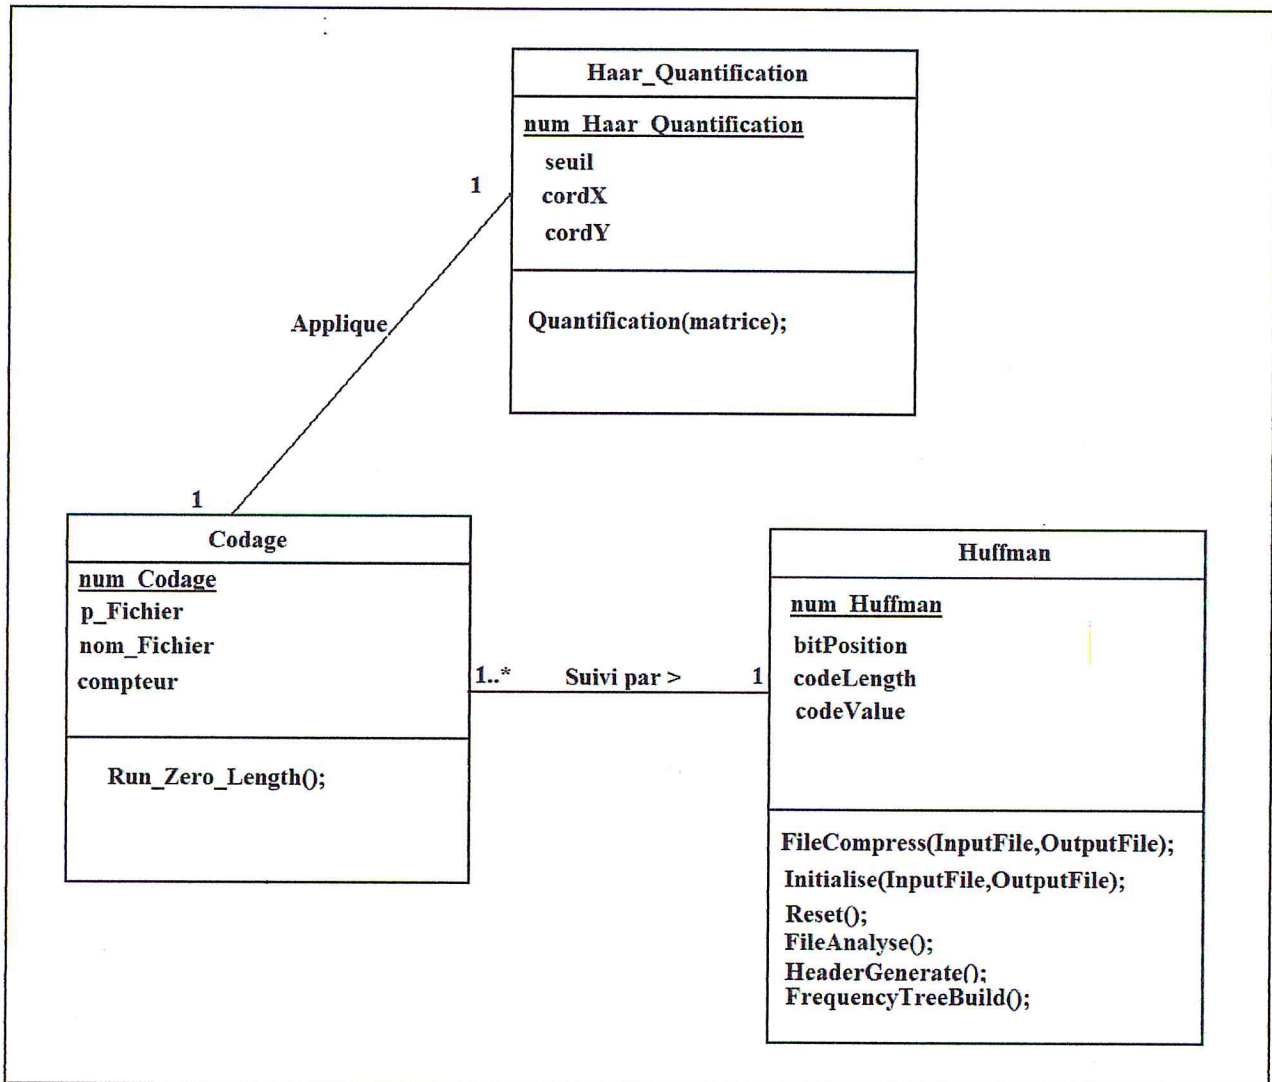 Haar_Quantification
num_Haar_Quantification
seuil
cordX
cordY
Quantification(matrice);
1
Applique
1
Codage
num_Codage
p_Fichier
nom_Fichier
compteur
Run_Zero_Length();
1..* Suivi par > 1
Huffman
num_Huffman
bitPosition
codeLength
codeValue
FileCompress(InputFile,OutputFile);
Initialise(InputFile,OutputFile);
Reset();
FileAnalyse();
HeaderGenerate();
FrequencyTreeBuild();